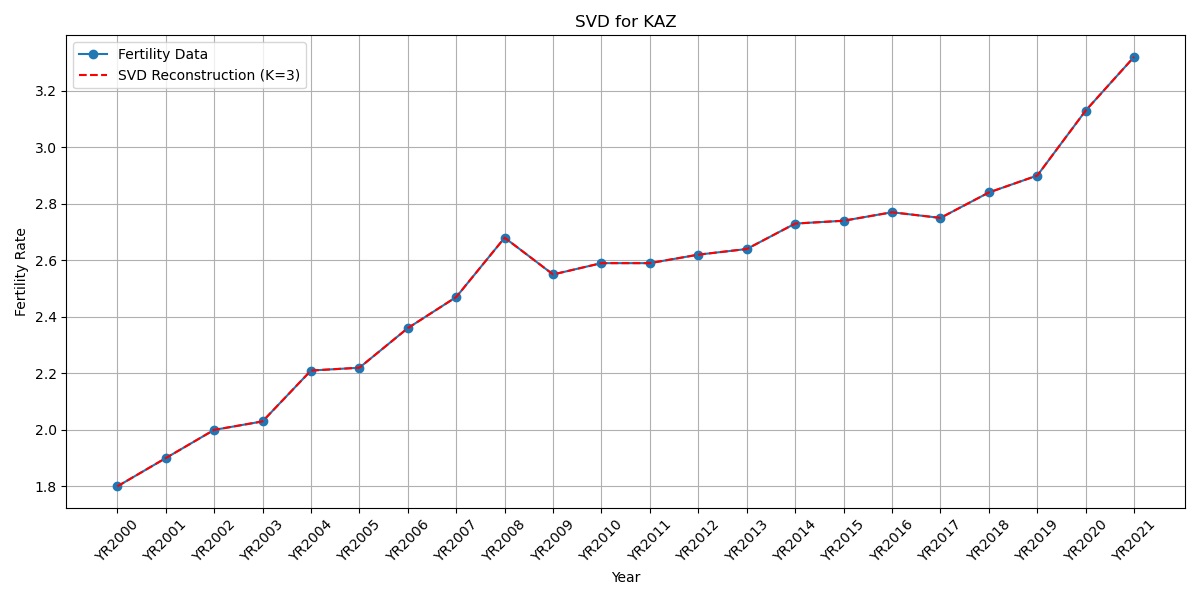 SVD for KAZ
Fertility Data
SVD Reconstruction (K=3)
Fertility Rate
3.2
3.0
2.8
2.6
2.4
2.2
2.0
1.8
YR2000
YR2001
YR2002
YR2003
YR2004
YR2005
YR2006
YR2007
YR2008
YR2009
YR2010
YR2011
YR2012
YR2013
YR2014
YR2015
YR2016
YR2017
YR2018
YR2019
YR2020
YR2021
Year